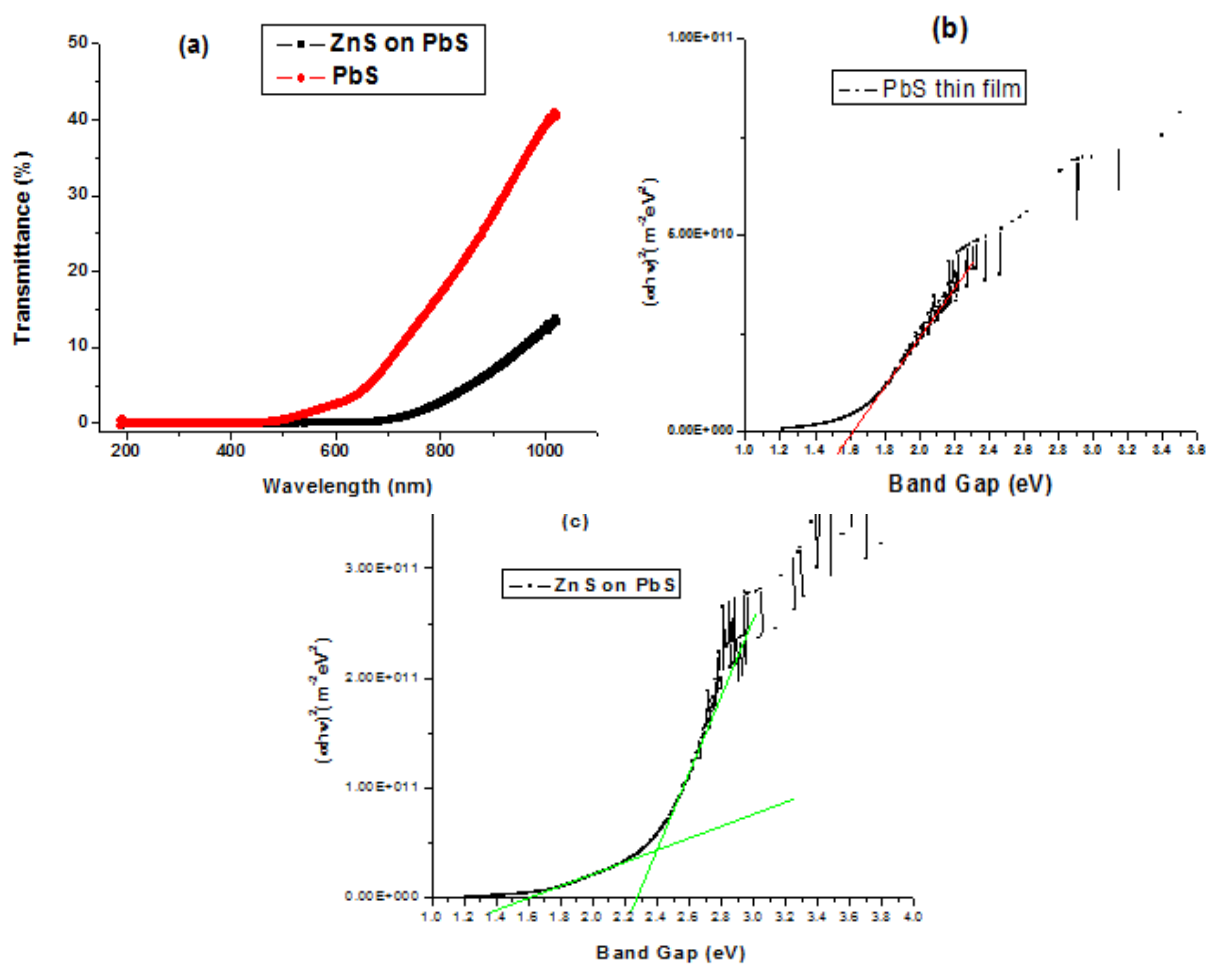 (a)
ZnS on PbS
PbS
50
40
30
20
10
0
Transmittance (%)
200 400 600 800 1000
Wavelength (nm)
(b)
PbS thin film
1.00E+011
5.00E+010
0.00E+000
(αhν)²(m⁻²eV²)
1.0 1.2 1.4 1.6 1.8 2.0 2.2 2.4 2.6 2.8 3.0 3.2 3.4 3.6
Band Gap (eV)
(c)
ZnS on PbS
3.00E+011
2.00E+011
1.00E+011
0.00E+000
(αhν)²(m⁻²eV²)
1.0 1.2 1.4 1.6 1.8 2.0 2.2 2.4 2.6 2.8 3.0 3.2 3.4 3.6 3.8 4.0
Band Gap (eV)